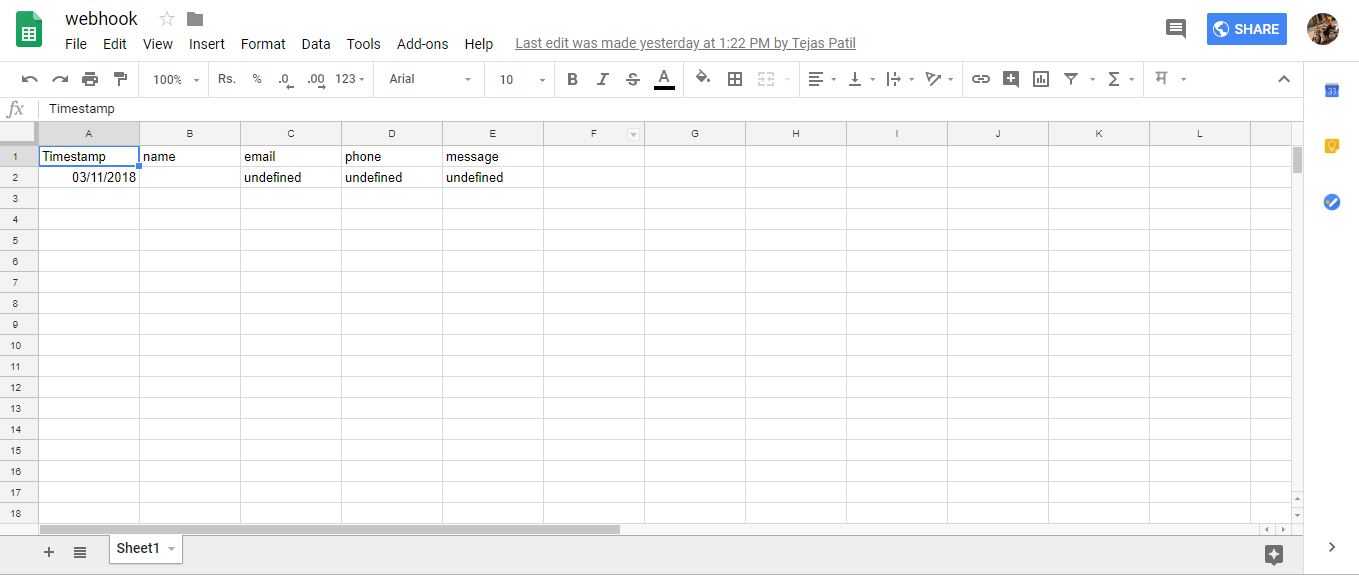 webhook
File Edit View Insert Format Data Tools Add-ons Help Last edit was made yesterday at 1:22 PM by Tejas Patil
SHARE
100% Rs. % .0 .00 123 Arial 10 B I S A Σ म
31
fx Timestamp
A B C D E F G H I J K L
1 Timestamp name email phone message
2 03/11/2018 undefined undefined undefined
3
4
5
6
7
8
9
10
11
12
13
14
15
16
17
18
+ Sheet1